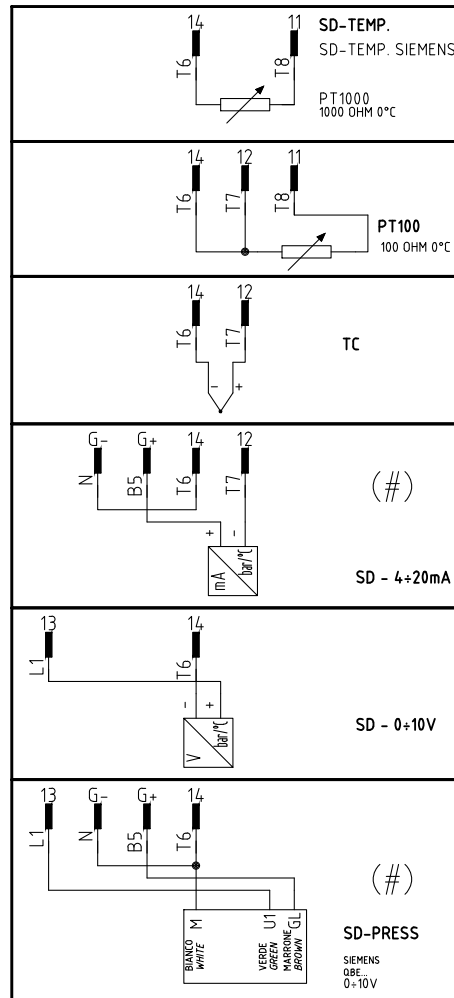 14 11 SD-TEMP.
SD-TEMP. SIEMENS
T6 T8
PT1000
1000 OHM 0°C
14 12 11
T6 T7 T8
PT100
100 OHM 0°C
14 12
T6 T7
TC
- +
G- G+ 14 12
N B5 T6 T7
(#)
+ -
mA bar/°C
SD - 4÷20mA
13 14
L1 T6
- +
V bar/°C
SD - 0÷10V
13 G- G+ 14
L1 N B5 T6
(#)
M U1 GL
BIANCO VERDE MARRONE
WHITE GREEN BROWN
SD-PRESS
SIEMENS
QBE...
0÷10V